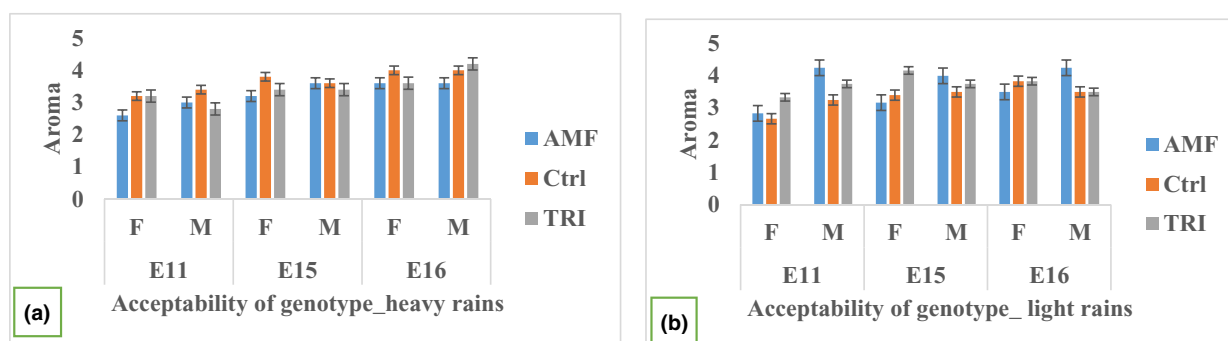 5
4
3
2
1
0
Aroma
F M F M F M
E11 E15 E16
Acceptability of genotype_heavy rains
AMF
Ctrl
TRI
(a)
5
4
3
2
1
0
Aroma
F M F M F M
E11 E15 E16
Acceptability of genotype_ light rains
AMF
Ctrl
TRI
(b)